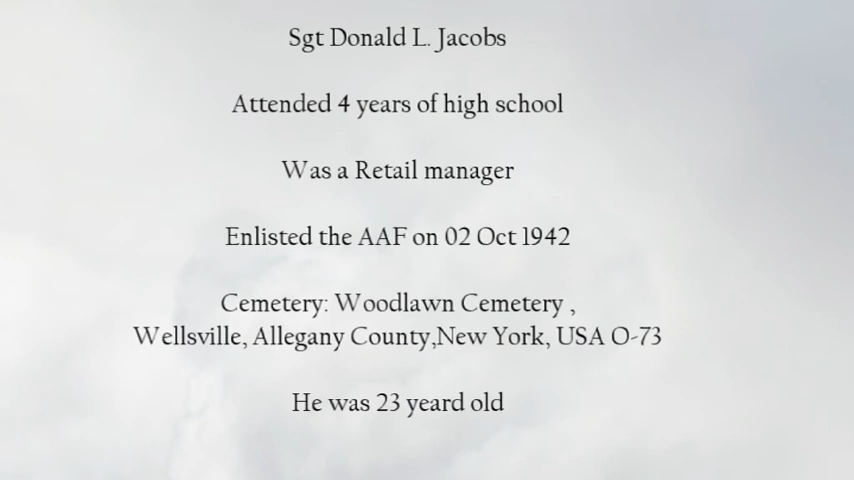 Sgt Donald L. Jacobs
Attended 4 years of high school
Was a Retail manager
Enlisted the AAF on 02 Oct 1942
Cemetery: Woodlawn Cemetery ,
Wellsville, Allegany County,New York, USA O-73
He was 23 yeard old